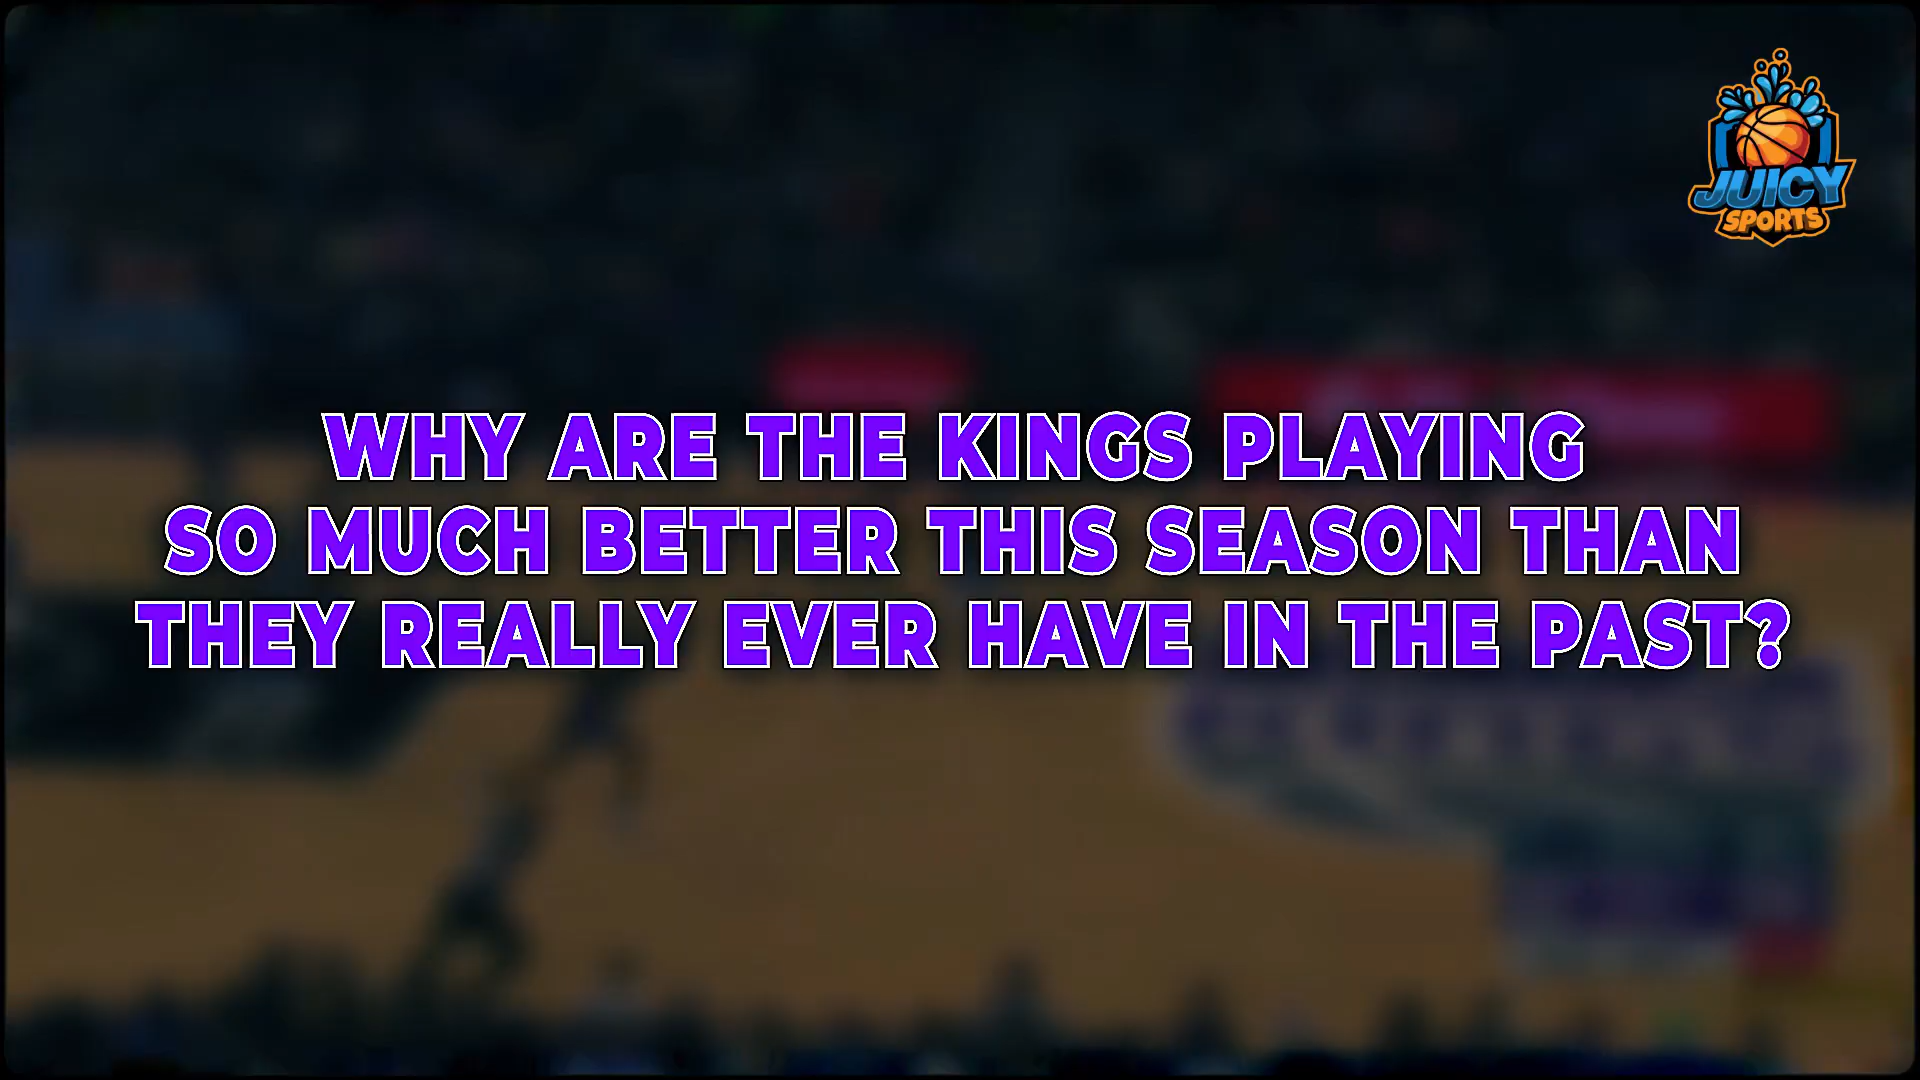 JUICY
SPORTS
WHY ARE THE KINGS PLAYING
SO MUCH BETTER THIS SEASON THAN
THEY REALLY EVER HAVE IN THE PAST?